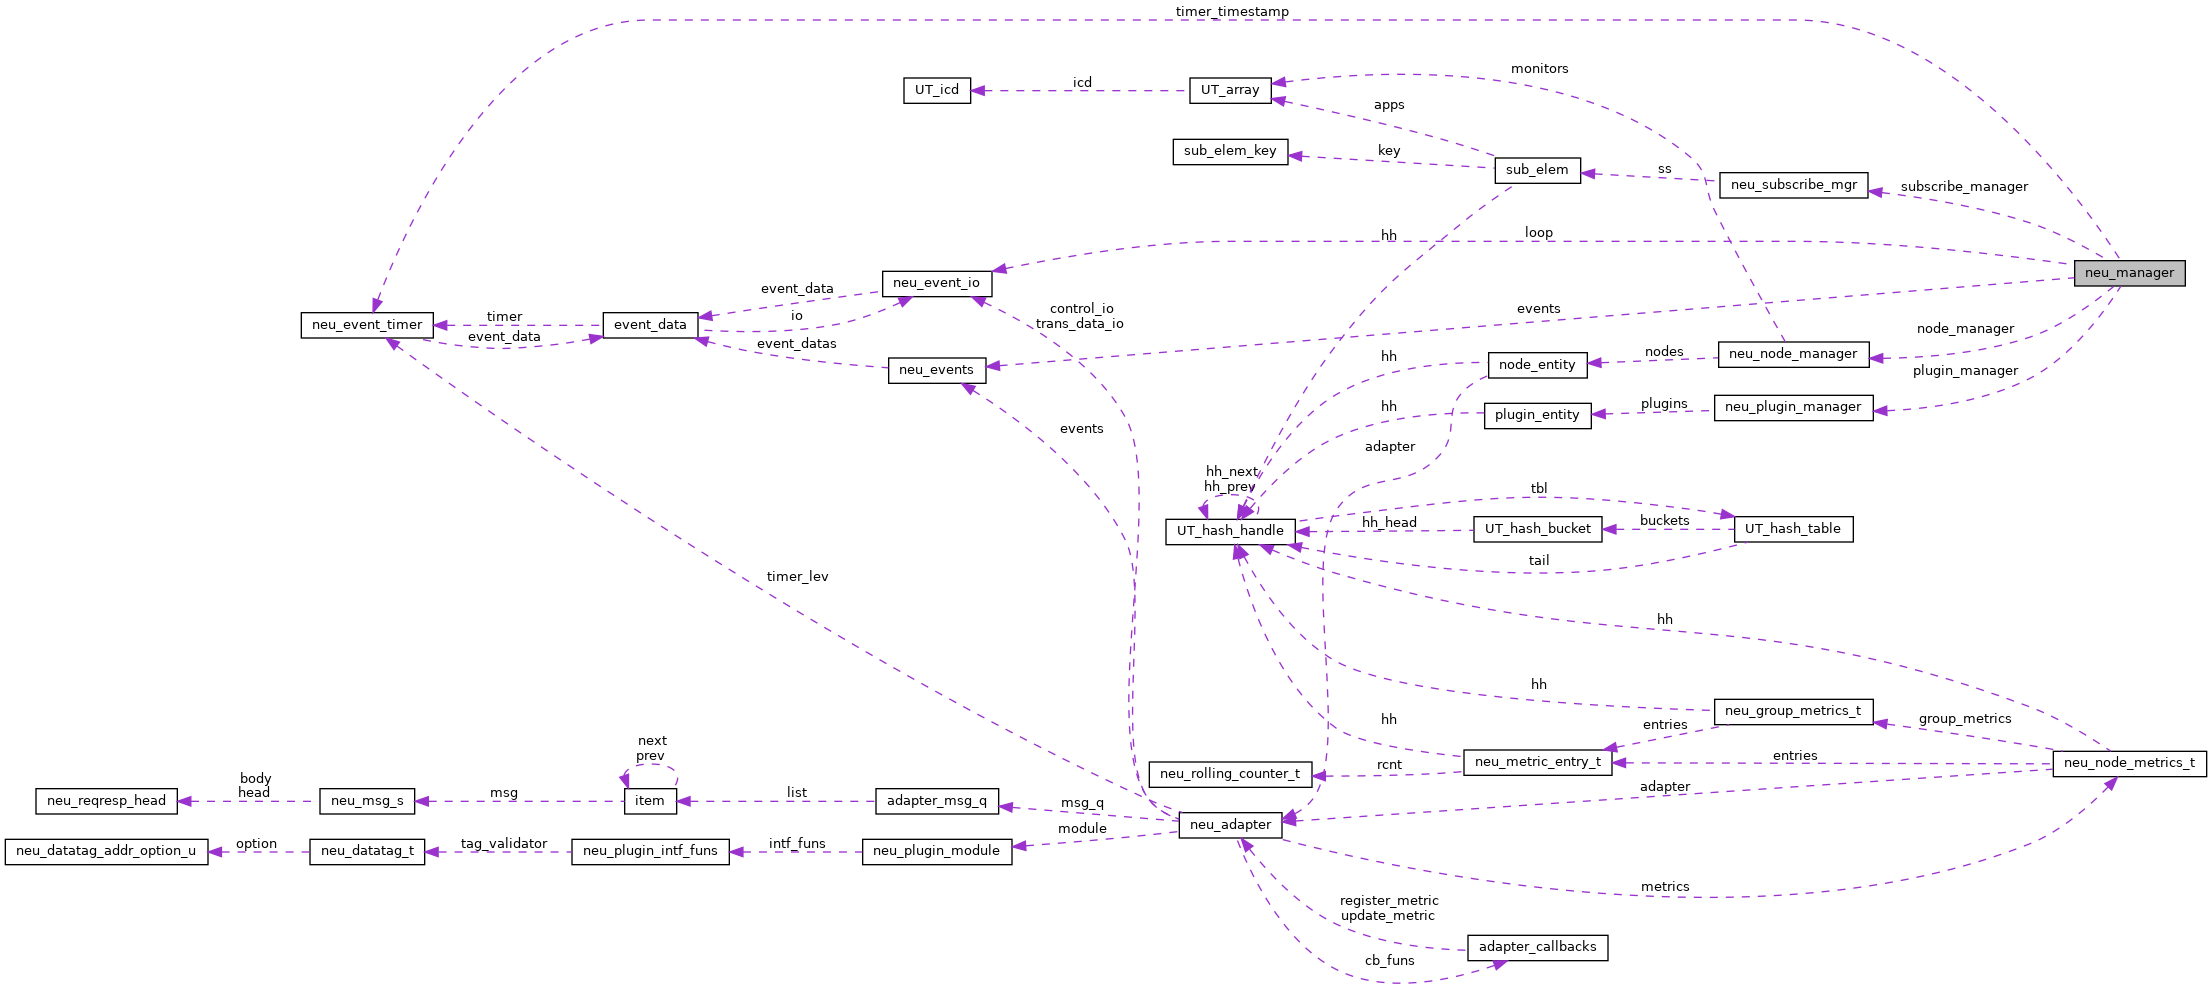 timer_timestamp
monitors
UT_icd
icd
UT_array
apps
sub_elem_key
key
sub_elem
ss
neu_subscribe_mgr
subscribe_manager
hh
loop
neu_manager
neu_event_io
event_data
io
control_io
trans_data_io
events
neu_event_timer
timer
event_data
event_data
event_datas
neu_events
node_manager
neu_node_manager
nodes
node_entity
hh
plugin_manager
neu_plugin_manager
plugins
plugin_entity
hh
events
adapter
hh_next
hh_prev
tbl
UT_hash_handle
hh_head
UT_hash_bucket
buckets
UT_hash_table
tail
timer_lev
hh
hh
neu_group_metrics_t
group_metrics
hh
entries
neu_metric_entry_t
entries
neu_node_metrics_t
rcnt
neu_rolling_counter_t
adapter
next
prev
body
head
neu_reqresp_head
neu_msg_s
msg
item
list
adapter_msg_q
msg_q
neu_adapter
module
neu_datatag_addr_option_u
option
neu_datatag_t
tag_validator
neu_plugin_intf_funs
intf_funs
neu_plugin_module
metrics
register_metric
update_metric
adapter_callbacks
cb_funs